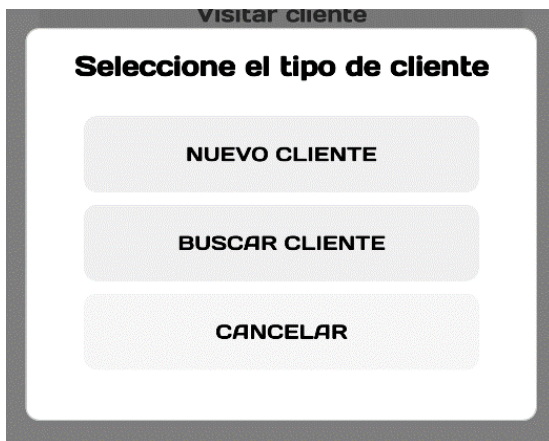 Visitar cliente
Seleccione el tipo de cliente
NUEVO CLIENTE
BUSCAR CLIENTE
CANCELAR